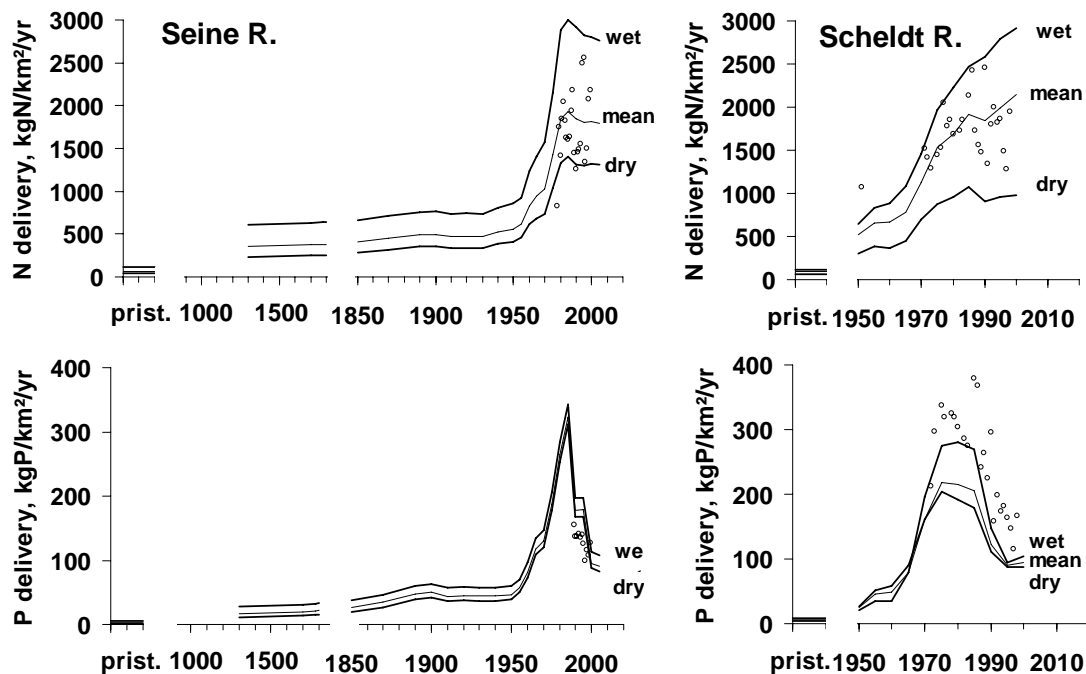 Seine R.
N delivery, kgN/km²/yr
3000
2500
2000
1500
1000
500
0
wet
mean
dry
prist. 1000 1500 1850 1900 1950 2000
Scheldt R.
N delivery, kgN/km²/yr
3000
2500
2000
1500
1000
500
0
wet
mean
dry
prist. 1950 1970 1990 2010
P delivery, kgP/km²/yr
400
300
200
100
0
we
dry
prist. 1000 1500 1850 1900 1950 2000
P delivery, kgP/km²/yr
400
300
200
100
0
wet
mean
dry
prist. 1950 1970 1990 2010